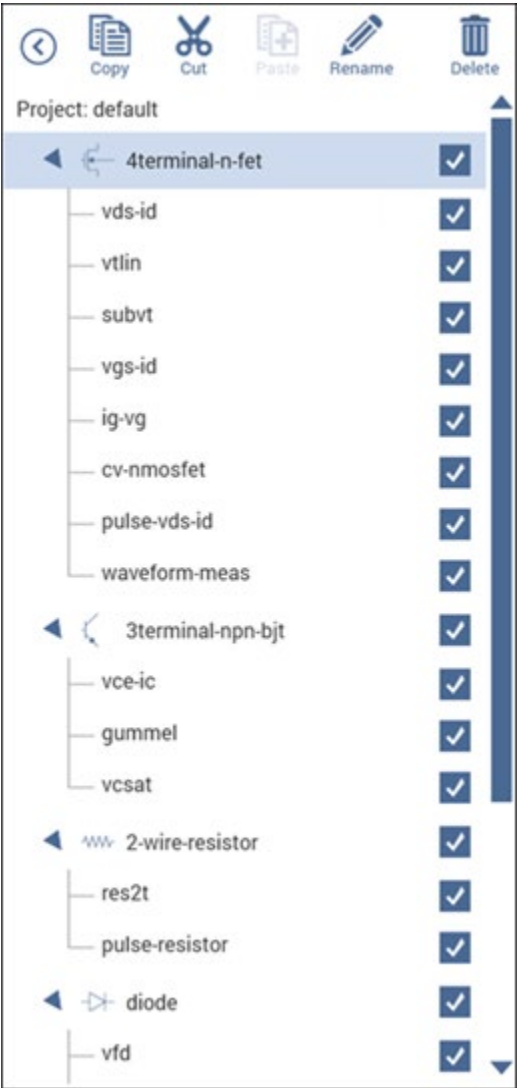 Copy Cut Paste Rename Delete
Project: default
4terminal-n-fet
vds-id
vtlin
subvt
vgs-id
ig-vg
cv-nmosfet
pulse-vds-id
waveform-meas
3terminal-npn-bjt
vce-ic
gummel
vcsat
2-wire-resistor
res2t
pulse-resistor
diode
vfd